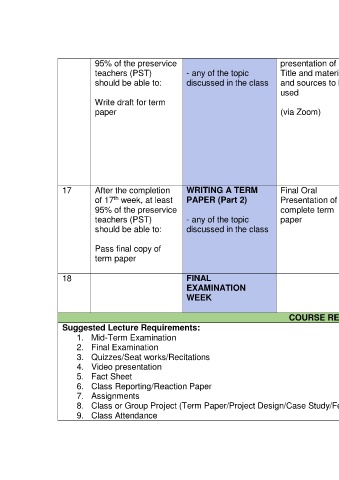 95% of the preservice
teachers (PST)
should be able to:
Write draft for term
paper
- any of the topic
discussed in the class
presentation of
Title and
and sources to
used
(via Zoom)
17
After the completion
of 17th week, at least
95% of the preservice
teachers (PST)
should be able to:
Pass final copy of
term paper
WRITING A TERM
PAPER (Part 2)
- any of the topic
discussed in the class
Final Oral
Presentation of
complete term
paper
18
FINAL
EXAMINATION
WEEK
COURSE
Suggested Lecture Requirements:
1. Mid-Term Examination
2. Final Examination
3. Quizzes/Seat works/Recitations
4. Video presentation
5. Fact Sheet
6. Class Reporting/Reaction Paper
7. Assignments
8. Class or Group Project (Term Paper/Project Design/Case Study/
9. Class Attendance